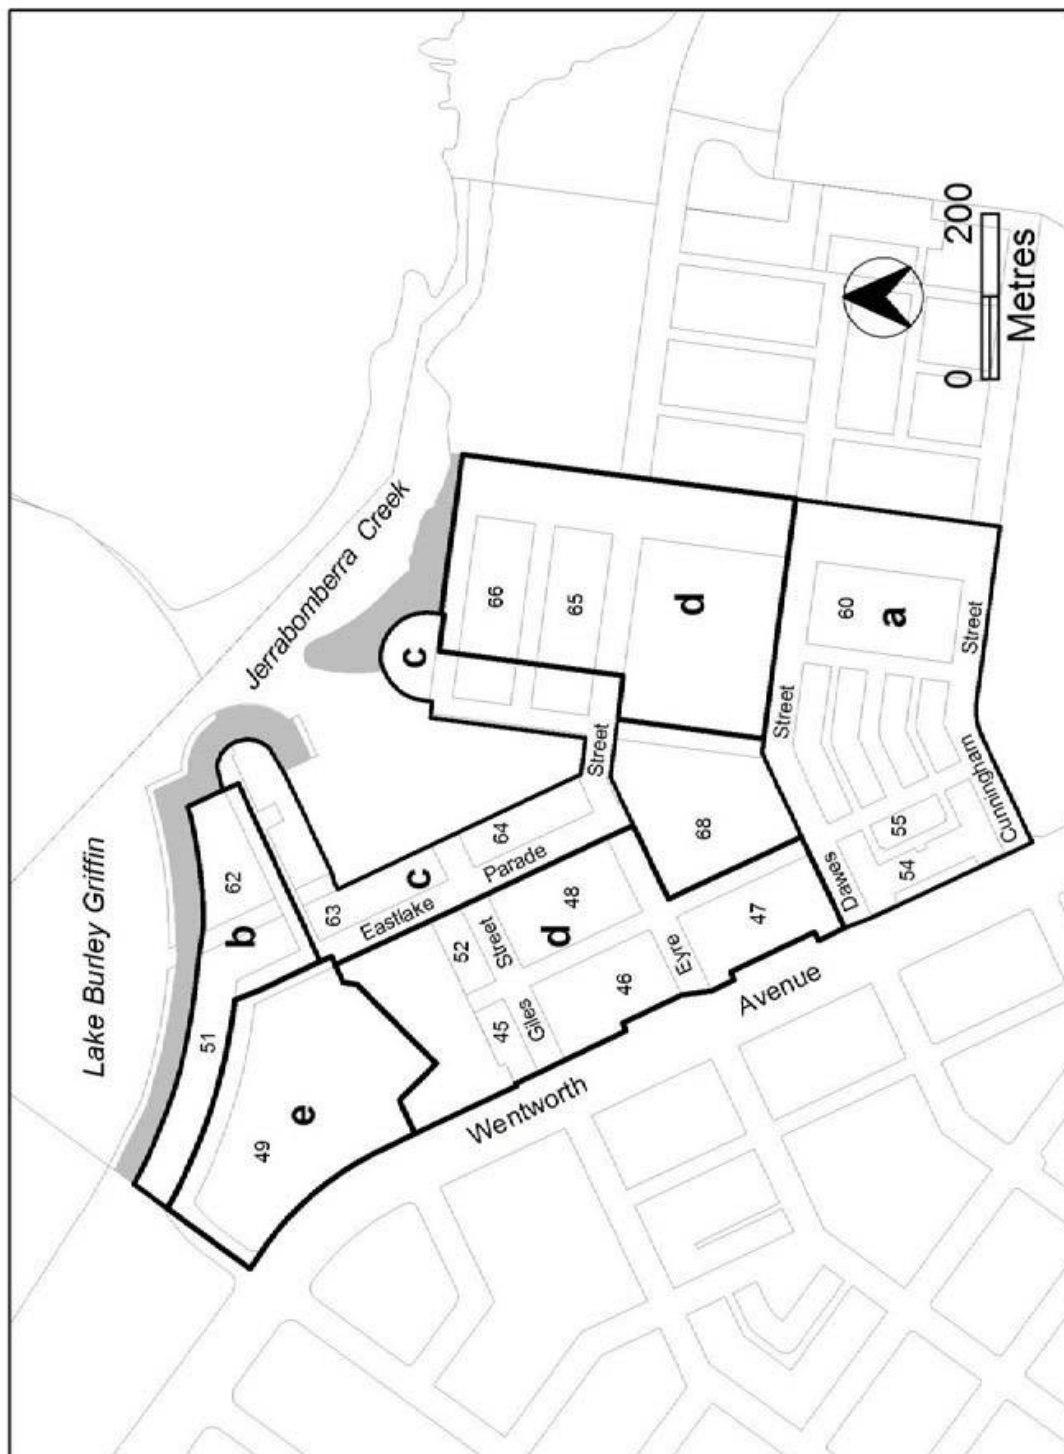 Lake Burley Griffin
Jerrabomberra Creek
49
e
51
b
62
63
c
Eastlake
Parade
64
Street
c
66
65
d
45
52
Giles
Street
d
48
46
Eyre
47
68
Wentworth
Avenue
Dawes
Street
54
55
60
a
Cunningham
Street
0
200
Metres